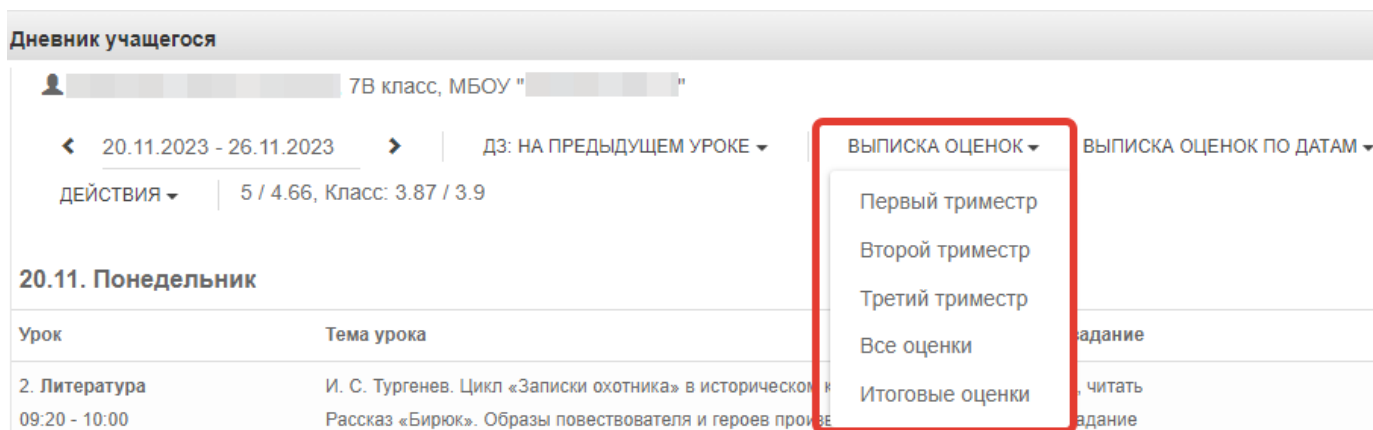 Дневник учащегося
7В класс, МБОУ " "
20.11.2023 - 26.11.2023 ДЗ: НА ПРЕДЫДУЩЕМ УРОКЕ ВЫПИСКА ОЦЕНОК ВЫПИСКА ОЦЕНОК ПО ДАТАМ
ДЕЙСТВИЯ 5 / 4.66, Класс: 3.87 / 3.9
Первый триместр
Второй триместр
Третий триместр
Все оценки
Итоговые оценки
20.11. Понедельник
Урок Тема урока
2. Литература И. С. Тургенев. Цикл «Записки охотника» в историческом , читать
09:20 - 10:00 Рассказ «Бирюк». Образы повествователя и героев